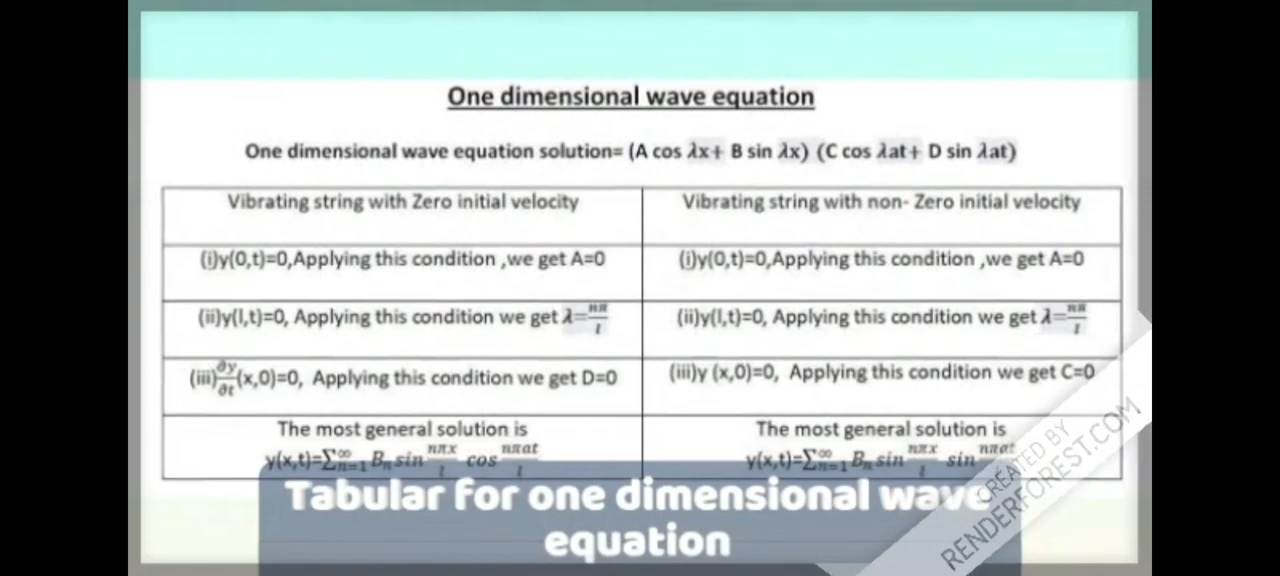 One dimensional wave equation
One dimensional wave equation solution= (A cos λx+ B sin λx) (C cos λat+ D sin λat)
Vibrating string with Zero initial velocity
Vibrating string with non- Zero initial velocity
(i)y(0,t)=0,Applying this condition ,we get A=0
(i)y(0,t)=0,Applying this condition ,we get A=0
(ii)y(l,t)=0, Applying this condition we get λ=nπ/l
(ii)y(l,t)=0, Applying this condition we get λ=nπ/l
(iii)∂y/∂t(x,0)=0, Applying this condition we get D=0
(iii)y (x,0)=0, Applying this condition we get C=0
The most general solution is
y(x,t)=∑∞n=1 Bn sin nπx/l cos nπat/l
The most general solution is
y(x,t)=∑∞n=1 Bn sin nπx/l sin nπat
Tabular for one dimensional wave
equation
CREATED BY
RENDERFOREST.COM